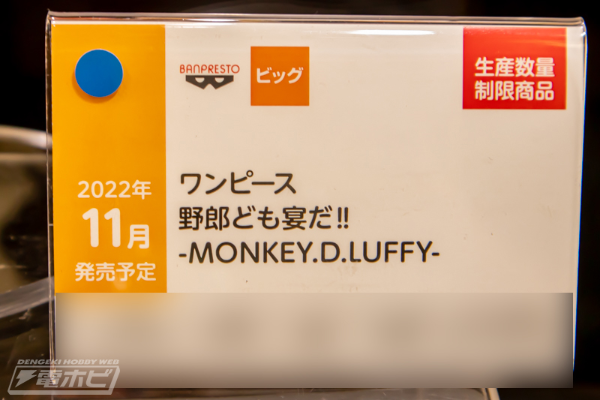 BANPRESTO
ビッグ
生産数量
制限商品
2022年
11月
発売予定
ワンピース
野郎ども宴だ!!
-MONKEY.D.LUFFY-
DENGEKI HOBBY WEB
電ホビ